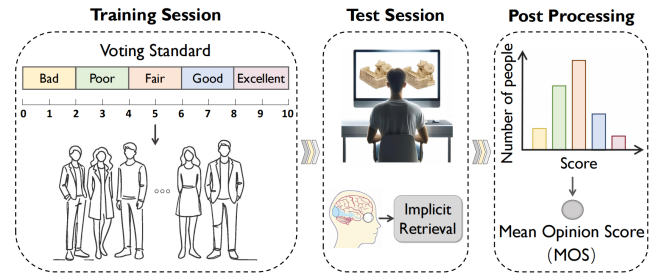 Training Session
Voting Standard
Bad Poor Fair Good Excellent
0 1 2 3 4 5 6 7 8 9 10
Test Session
Implicit
Retrieval
Post Processing
Number of people
Score
Mean Opinion Score
(MOS)